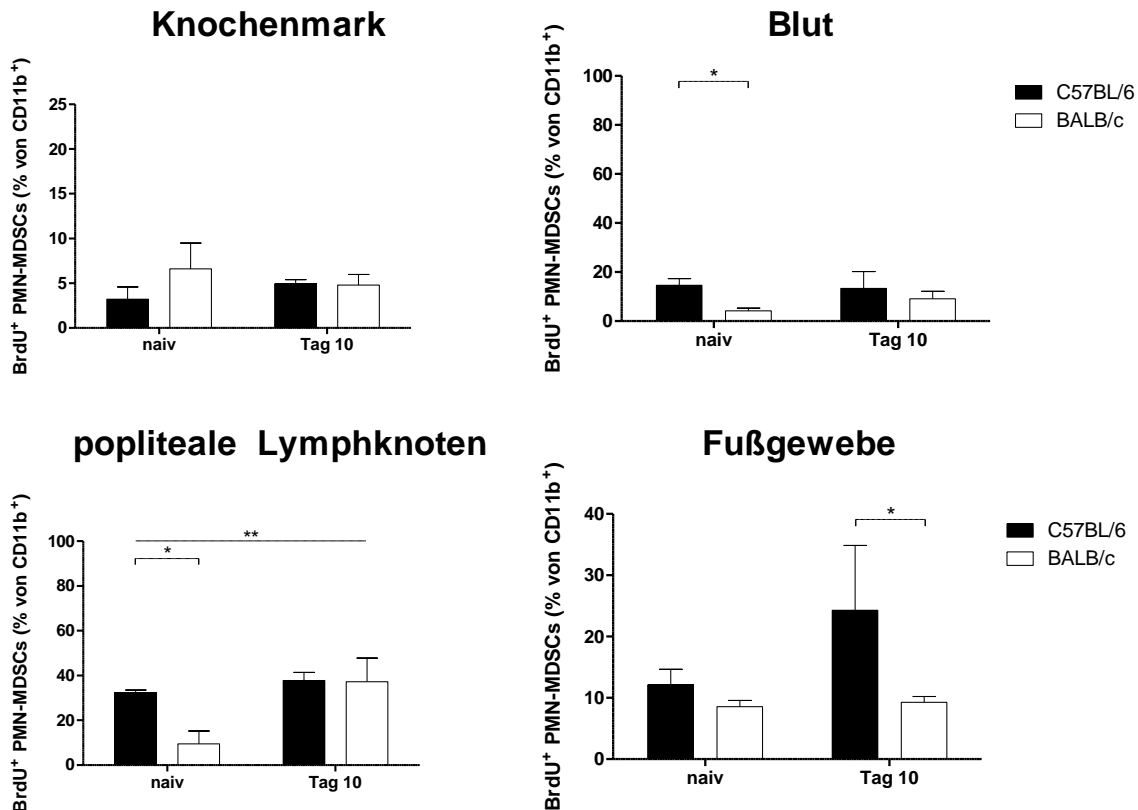 Knochenmark
BrdU⁺ PMN-MDSCs (% von CD11b⁺)
25
20
15
10
5
0
naiv
Tag 10
Blut
BrdU⁺ PMN-MDSCs (% von CD11b⁺)
100
80
60
40
20
0
*
naiv
Tag 10
C57BL/6
BALB/c
popliteale Lymphknoten
BrdU⁺ PMN-MDSCs (% von CD11b⁺)
100
80
60
40
20
0
**
*
naiv
Tag 10
Fußgewebe
BrdU⁺ PMN-MDSCs (% von CD11b⁺)
40
30
20
10
0
*
naiv
Tag 10
C57BL/6
BALB/c